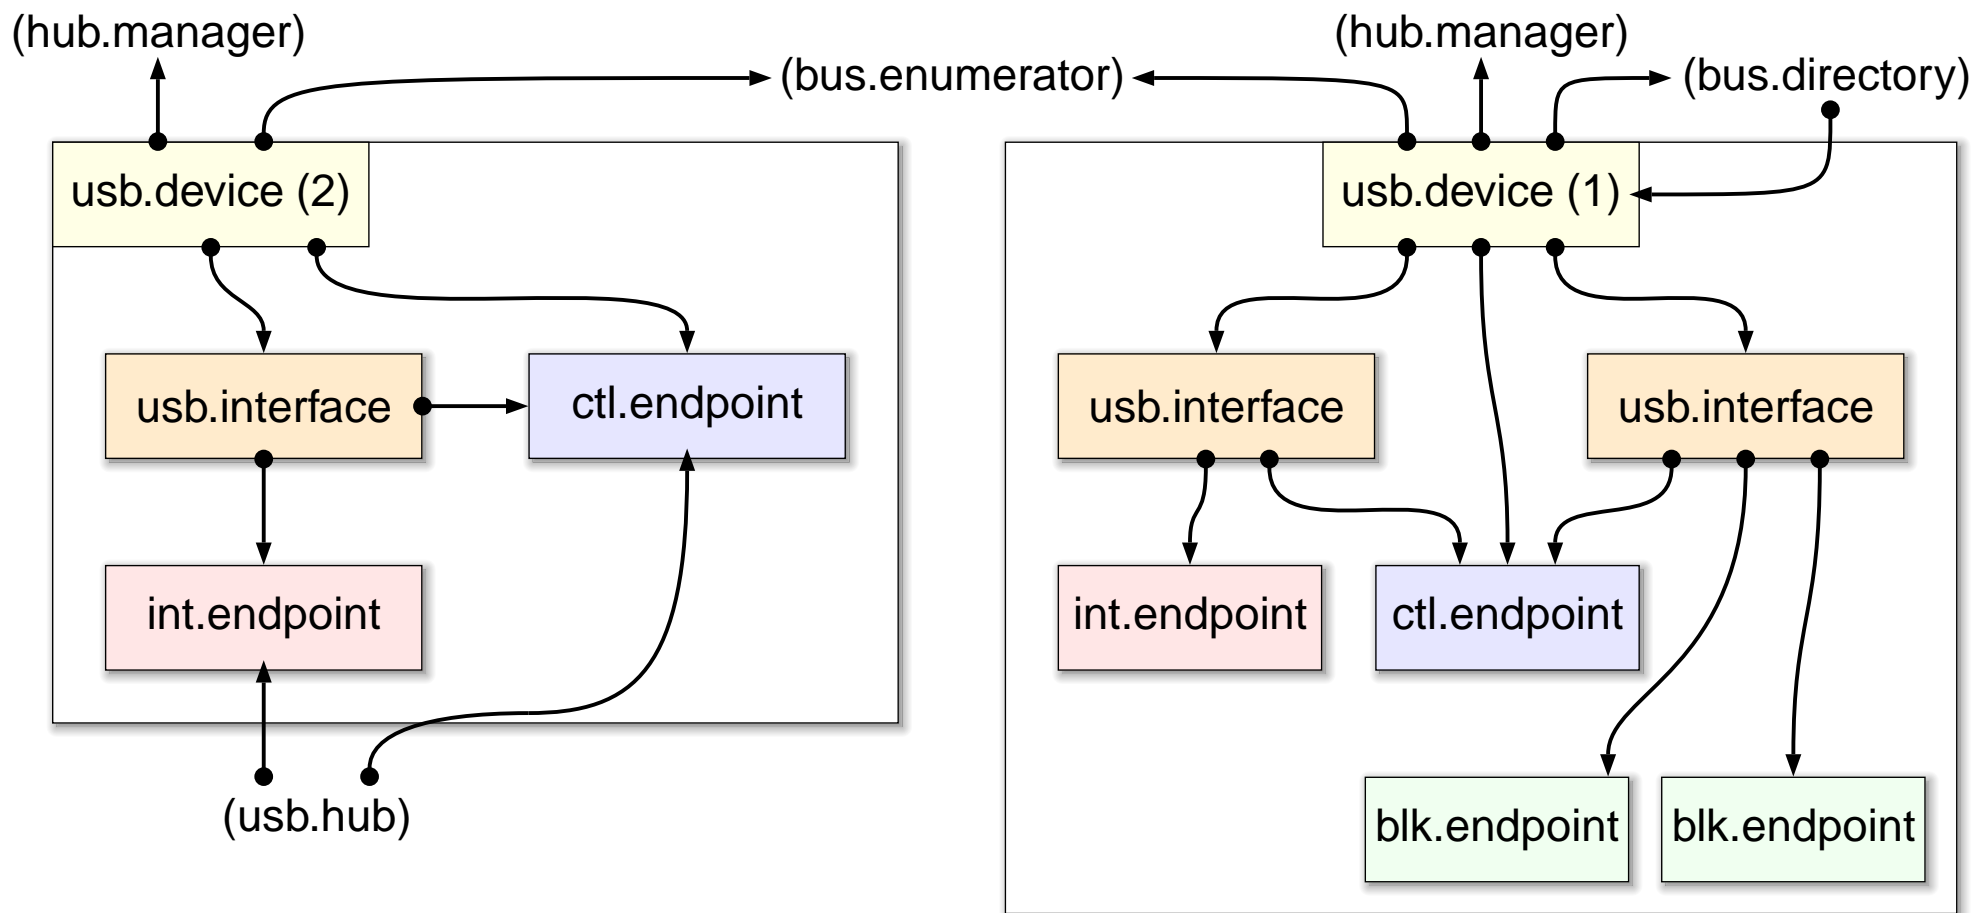 (hub.manager)
(hub.manager)
(bus.enumerator)
(bus.directory)
usb.device (2)
usb.device (1)
usb.interface
ctl.endpoint
usb.interface
usb.interface
int.endpoint
int.endpoint
ctl.endpoint
(usb.hub)
blk.endpoint
blk.endpoint